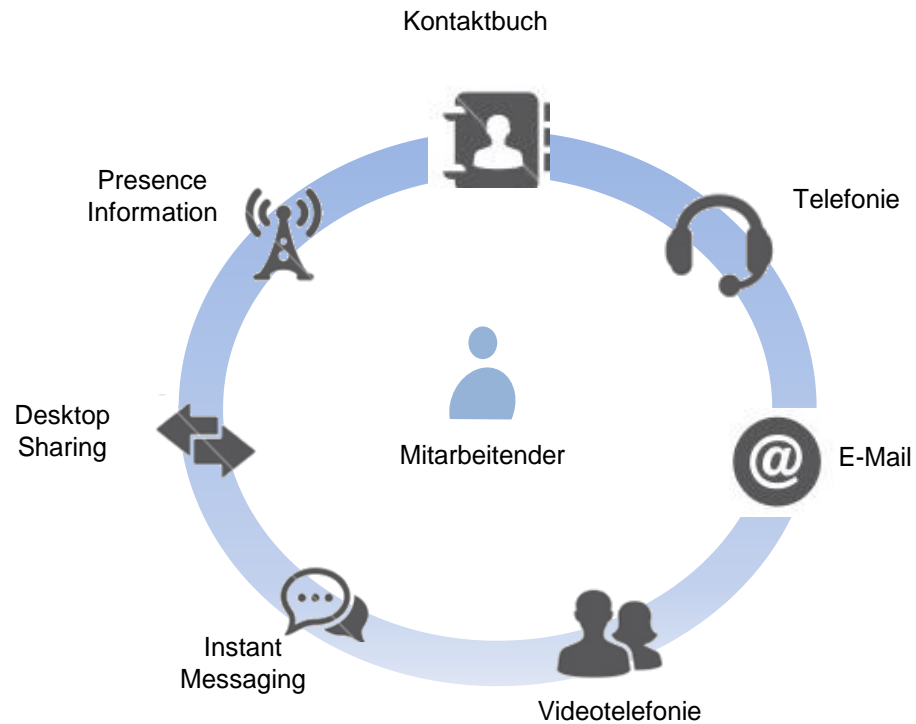 Kontaktbuch
Presence
Information
Telefonie
Desktop
Sharing
Mitarbeitender
@
E-Mail
Instant
Messaging
Videotelefonie